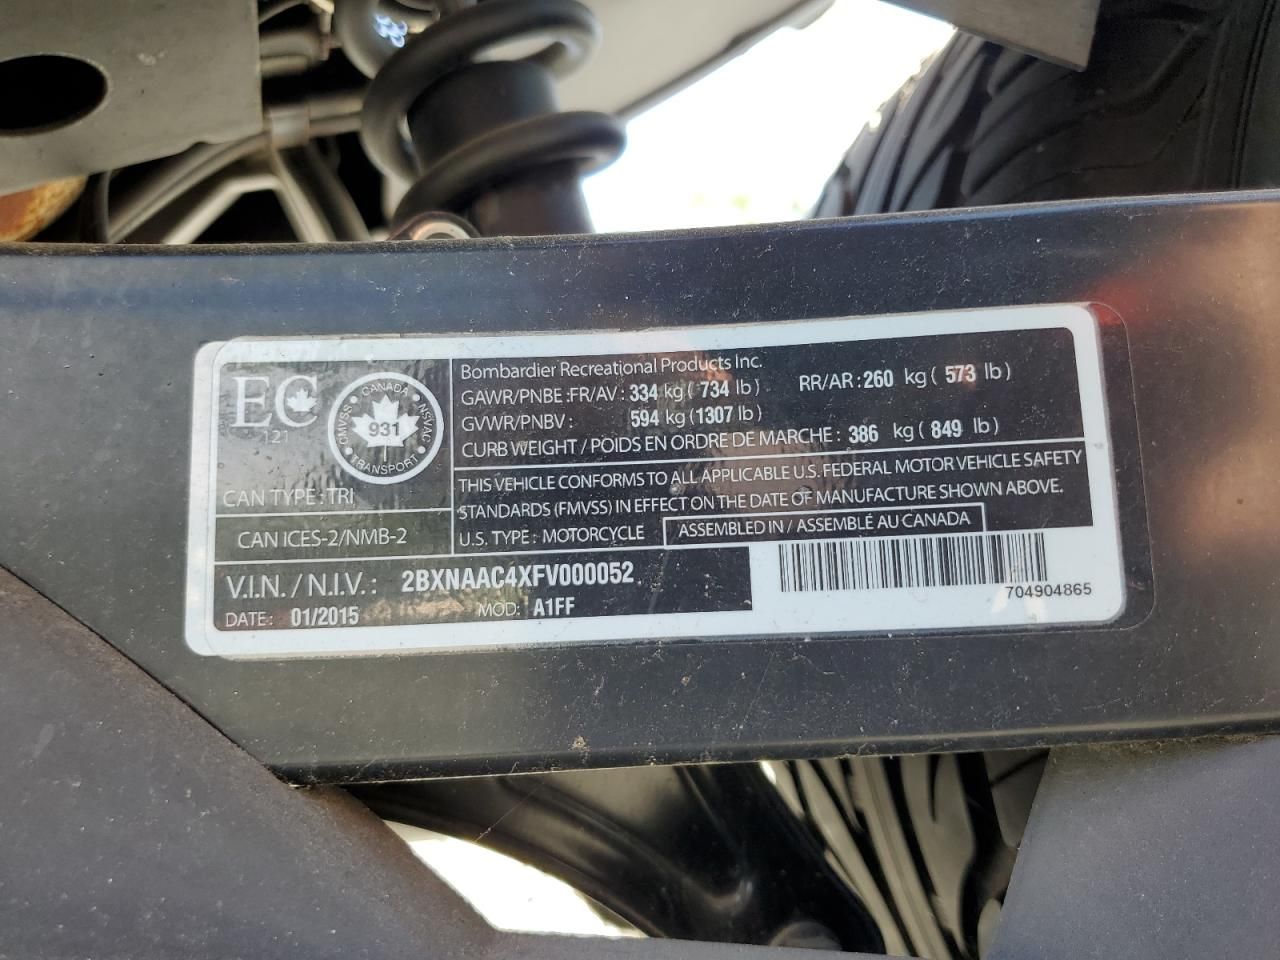 EC
121
CANADA
CMVSS 931 NSVAC
TRANSPORT
CAN TYPE : TRI
CAN ICES-2/NMB-2
Bombardier Recreational Products Inc.
GAWR/PNBE :FR/AV : 334 kg ( 734 lb) RR/AR : 260 kg ( 573 lb)
GVWR/PNBV : 594 kg (1307 lb)
CURB WEIGHT / POIDS EN ORDRE DE MARCHE : 386 kg ( 849 lb)
THIS VEHICLE CONFORMS TO ALL APPLICABLE U.S. FEDERAL MOTOR VEHICLE SAFETY
STANDARDS (FMVSS) IN EFFECT ON THE DATE OF MANUFACTURE SHOWN ABOVE.
U.S. TYPE : MOTORCYCLE ASSEMBLED IN / ASSEMBLÉ AU CANADA
V.I.N. / N.I.V. : 2BXNAAC4XFV000052
DATE : 01/2015 MOD: A1FF
704904865